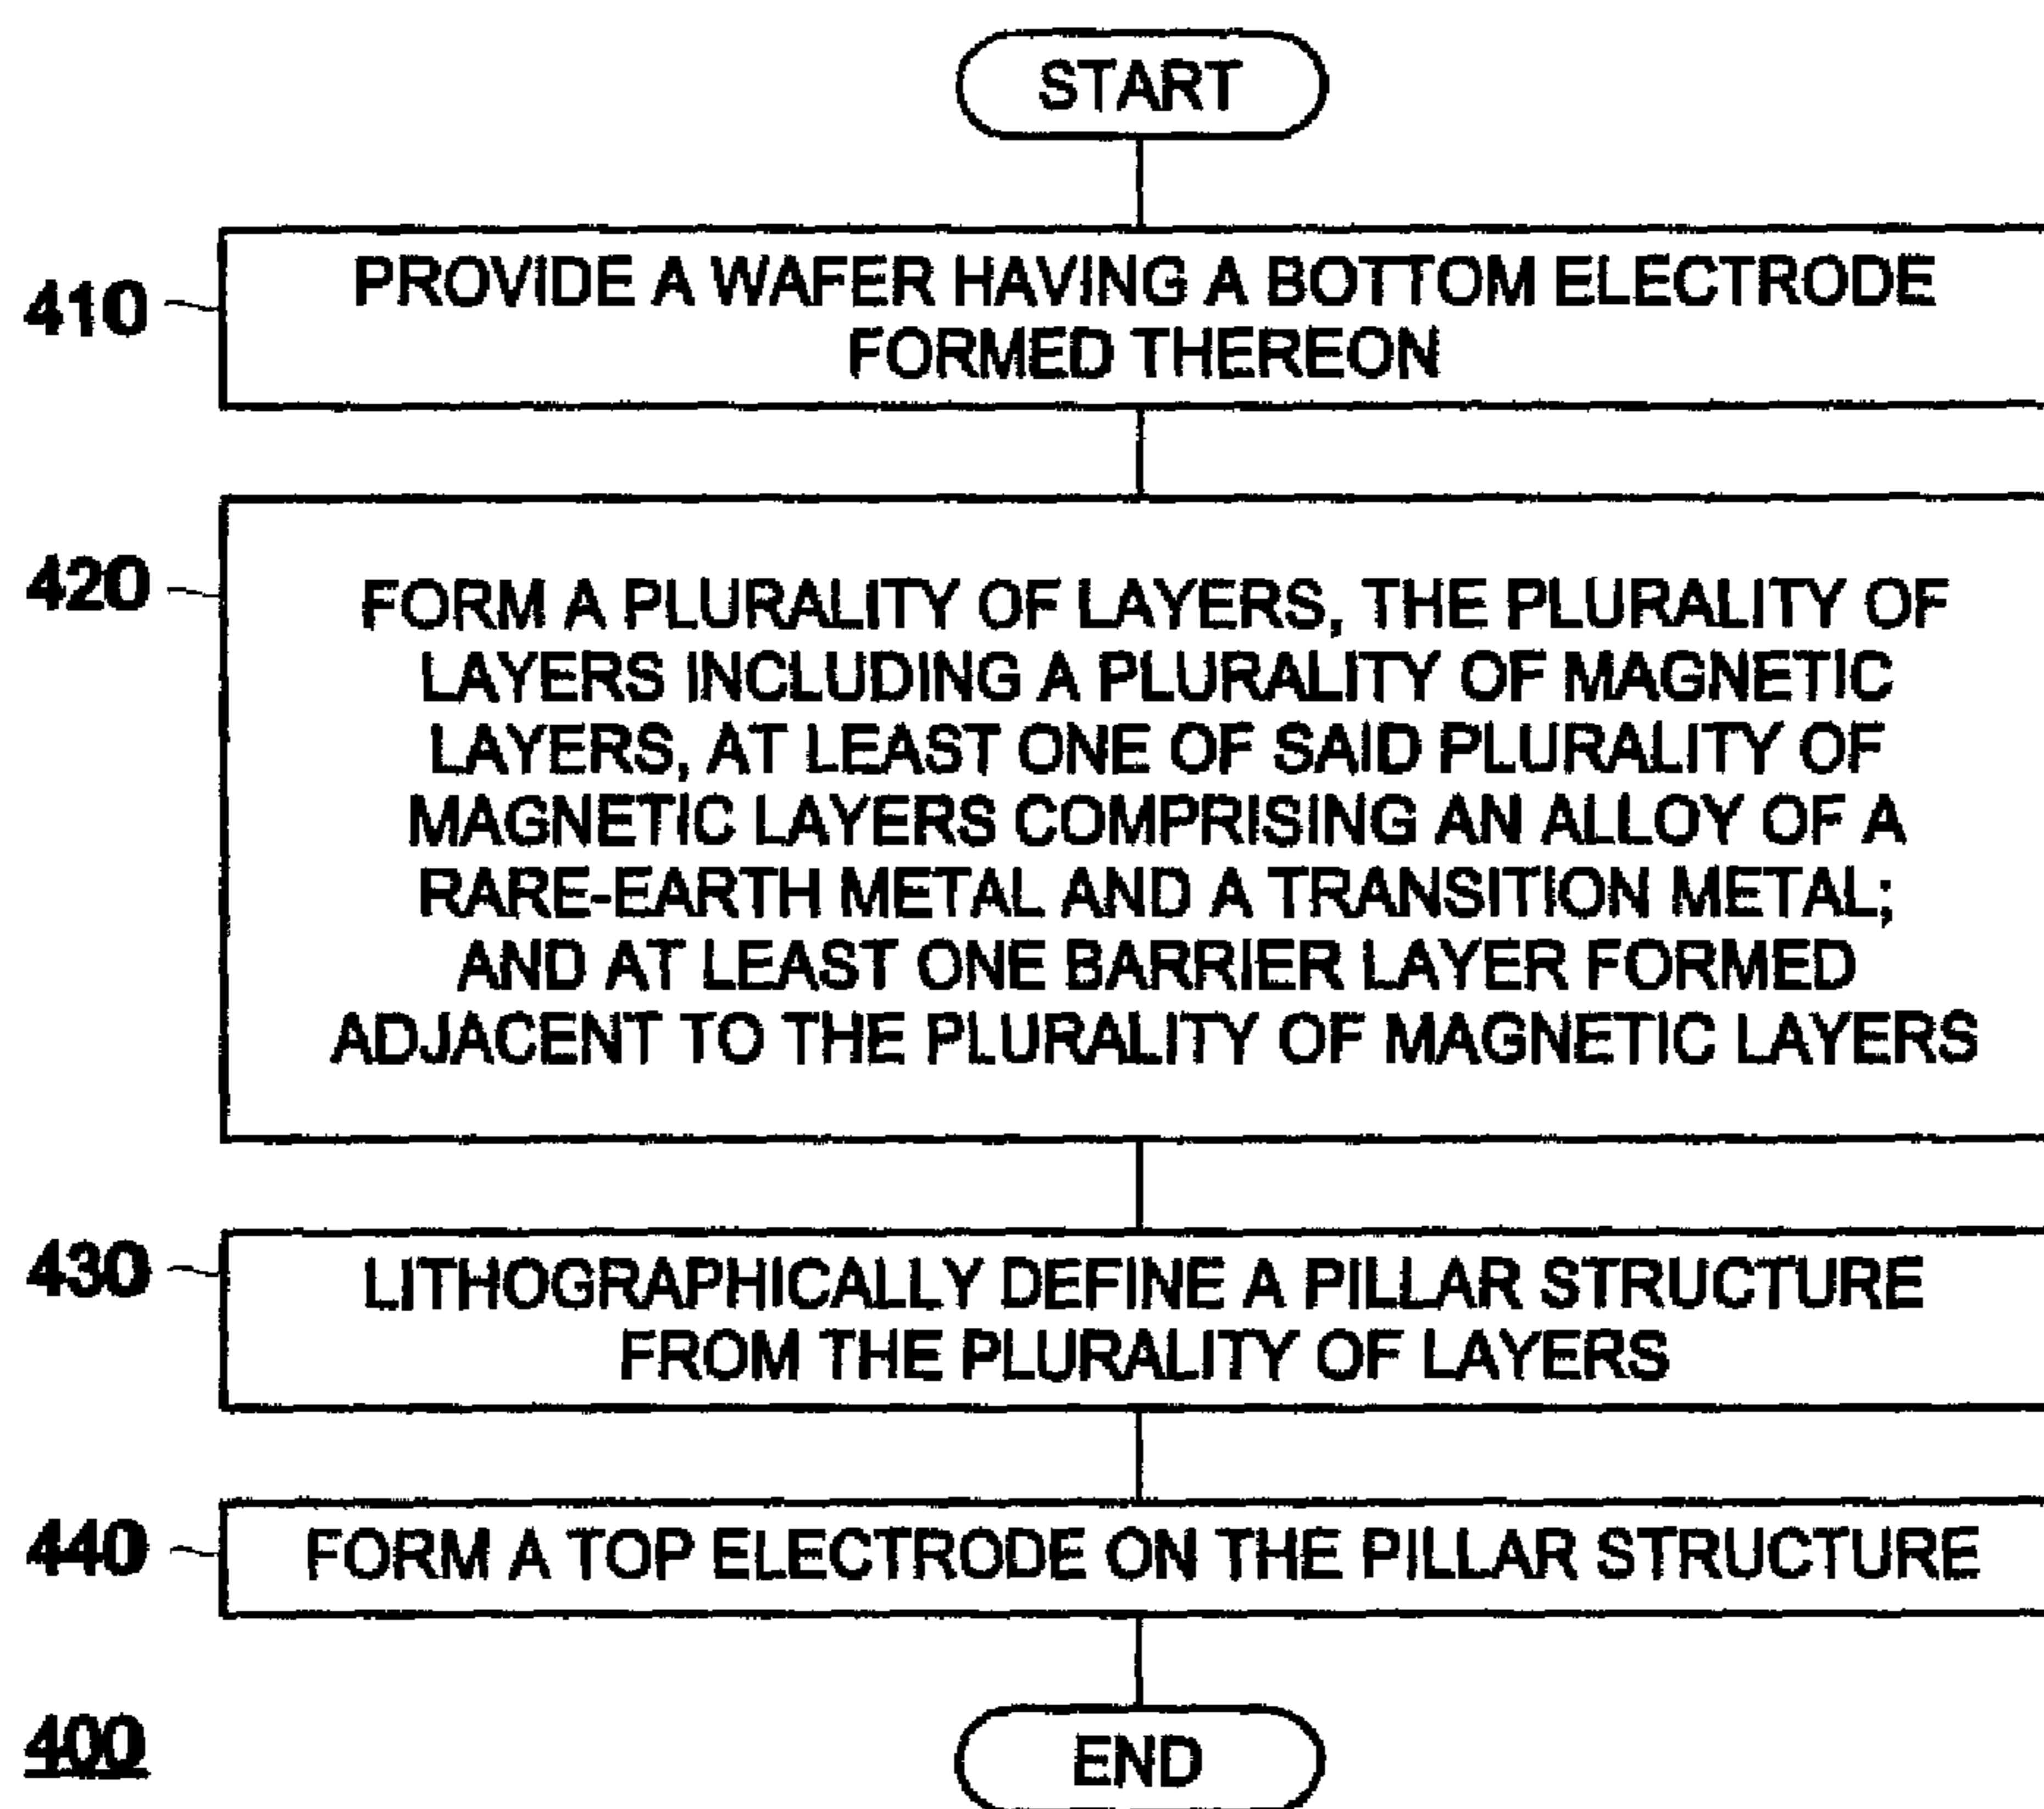 START
410
PROVIDE A WAFER HAVING A BOTTOM ELECTRODE
FORMED THEREON
420
FORM A PLURALITY OF LAYERS, THE PLURALITY OF
LAYERS INCLUDING A PLURALITY OF MAGNETIC
LAYERS, AT LEAST ONE OF SAID PLURALITY OF
MAGNETIC LAYERS COMPRISING AN ALLOY OF A
RARE-EARTH METAL AND A TRANSITION METAL;
AND AT LEAST ONE BARRIER LAYER FORMED
ADJACENT TO THE PLURALITY OF MAGNETIC LAYERS
430
LITHOGRAPHICALLY DEFINE A PILLAR STRUCTURE
FROM THE PLURALITY OF LAYERS
440
FORM A TOP ELECTRODE ON THE PILLAR STRUCTURE
400
END